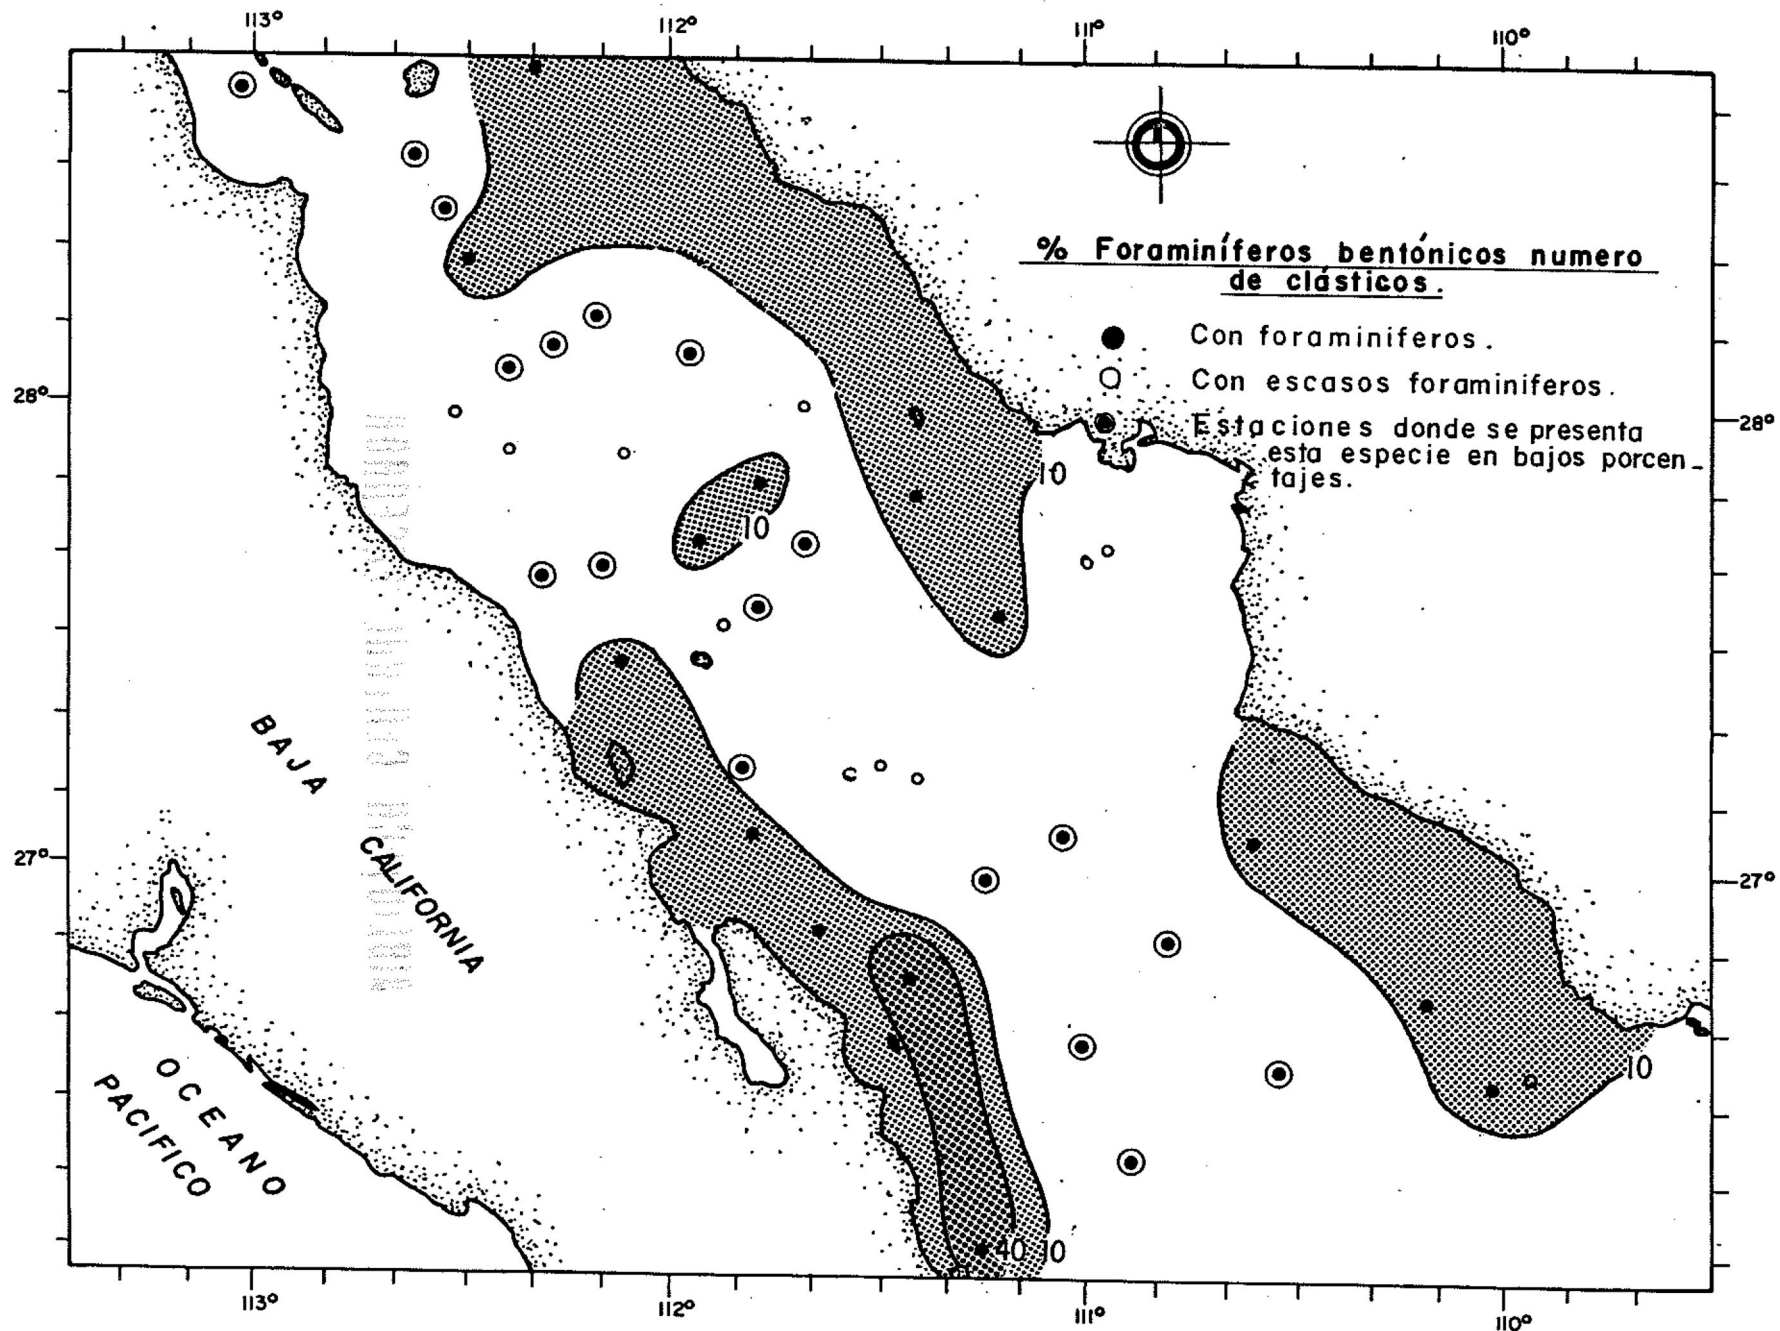 113°
112°
111°
110°
% Foraminíferos bentónicos numero
de clásticos.
Con foraminiferos.
Con escasos foraminiferos.
28°
28°
Estaciones donde se presenta
esta especie en bajos porcen-
tajes.
10
10
BAJA
CALIFORNIA
27°
27°
OCEANO
PACIFICO
10
40 10
113°
112°
111°
110°